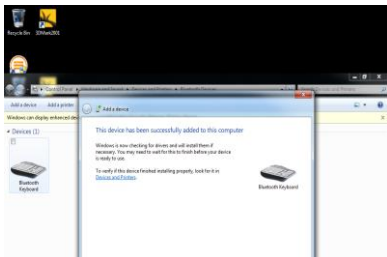 Recycle Bin
3DMark2001
Control Panel
Devices and Printers
Add a device
Add a printer
Windows can display enhanced dev
Devices (1)
Bluetooth
Keyboard
Add a device
This device has been successfully added to this computer
Windows is now checking for drivers and will install them if
necessary. You may need to wait for this to finish before your device
is ready to use.
To verify if this device finished installing properly, look for it in
Devices and Printers.
Bluetooth Keyboard